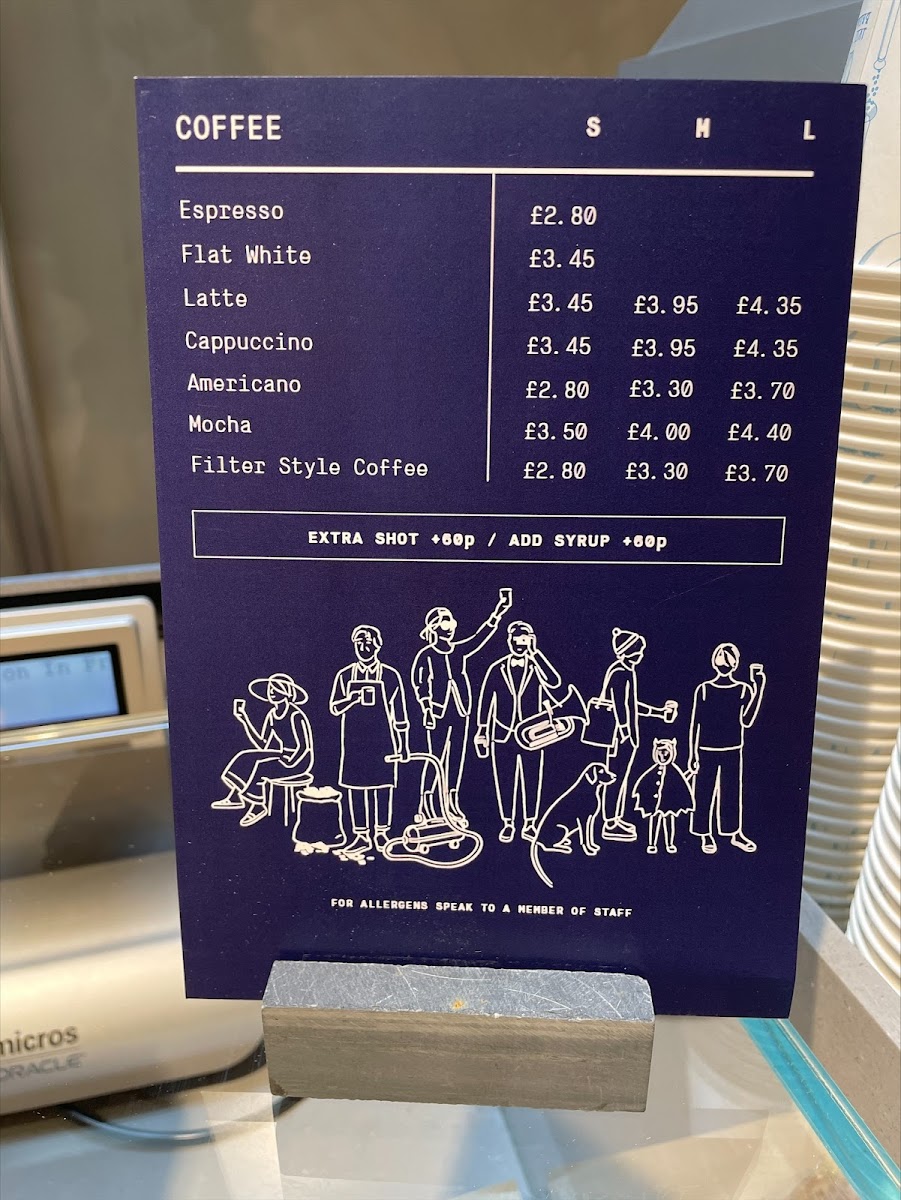 COFFEE S M L
Espresso £2.80
Flat White £3.45
Latte £3.45 £3.95 £4.35
Cappuccino £3.45 £3.95 £4.35
Americano £2.80 £3.30 £3.70
Mocha £3.50 £4.00 £4.40
Filter Style Coffee £2.80 £3.30 £3.70
EXTRA SHOT +60p / ADD SYRUP +60p
FOR ALLERGENS SPEAK TO A MEMBER OF STAFF
on In Pr
micros
ORACLE